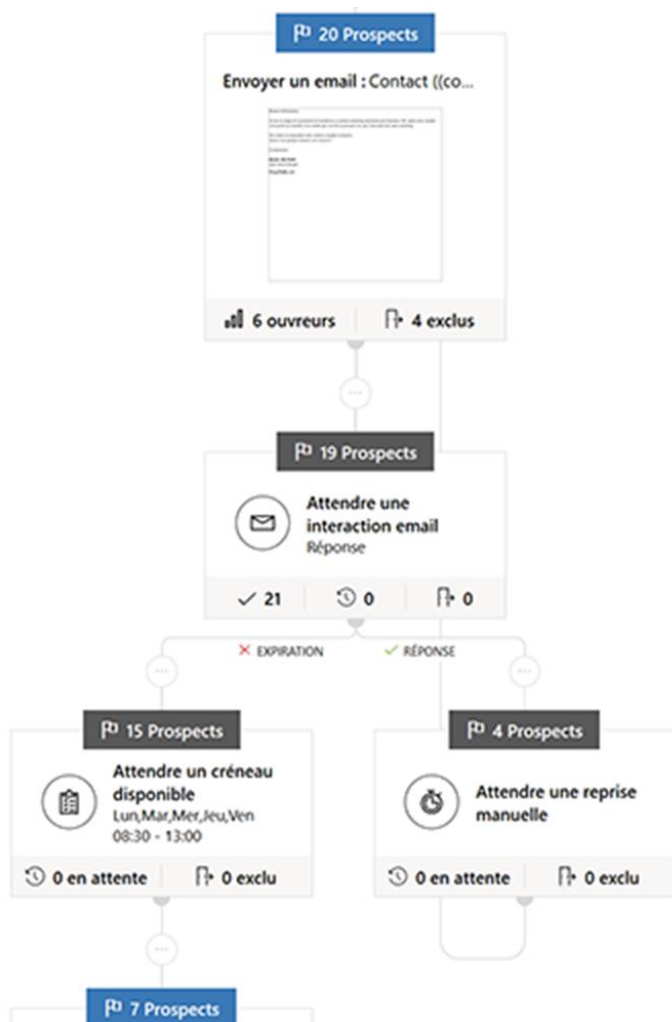 20 Prospects
Envoyer un email : Contact ((co...
6 ouvreurs
4 exclus
19 Prospects
Attendre une
interaction email
Réponse
21
0
0
EXPIRATION
RÉPONSE
15 Prospects
Attendre un créneau
disponible
Lun,Mar,Mer,Jeu,Ven
08:30 - 13:00
0 en attente
0 exclu
4 Prospects
Attendre une reprise
manuelle
0 en attente
0 exclu
7 Prospects